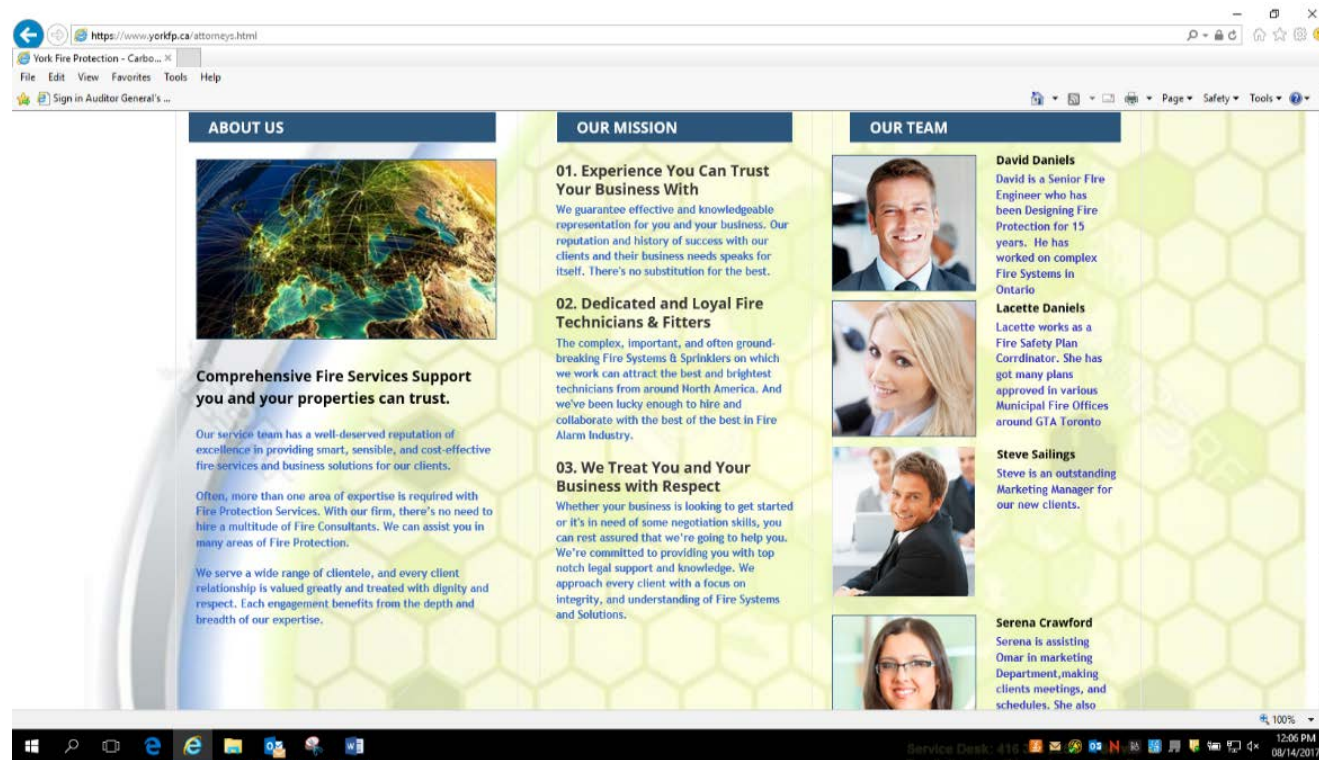 https://www.yorkfp.ca/attorneys.html
York Fire Protection - Carbo...
File Edit View Favorites Tools Help
Sign in Auditor General's ...
Page Safety Tools
ABOUT US
Comprehensive Fire Services Support
you and your properties can trust.
Our service team has a well-deserved reputation of
excellence in providing smart, sensible, and cost-effective
fire services and business solutions for our clients.
Often, more than one area of expertise is required with
Fire Protection Services. With our firm, there's no need to
hire a multitude of Fire Consultants. We can assist you in
many areas of Fire Protection.
We serve a wide range of clientele, and every client
relationship is valued greatly and treated with dignity and
respect. Each engagement benefits from the depth and
breadth of our expertise.
OUR MISSION
01. Experience You Can Trust
Your Business With
We guarantee effective and knowledgeable
representation for you and your business. Our
reputation and history of success with our
clients and their business needs speaks for
itself. There's no substitution for the best.
02. Dedicated and Loyal Fire
Technicians & Fitters
The complex, important, and often ground-
breaking Fire Systems & Sprinklers on which
we work can attract the best and brightest
technicians from around North America. And
we've been lucky enough to hire and
collaborate with the best of the best in Fire
Alarm Industry.
03. We Treat You and Your
Business with Respect
Whether your business is looking to get started
or it's in need of some negotiation skills, you
can rest assured that we're going to help you.
We're committed to providing you with top
notch legal support and knowledge. We
approach every client with a focus on
integrity, and understanding of Fire Systems
and Solutions.
OUR TEAM
David Daniels
David is a Senior FIre
Engineer who has
been Designing Fire
Protection for 15
years. He has
worked on complex
Fire Systems in
Ontario
Lacette Daniels
Lacette works as a
Fire Safety Plan
Corrdinator. She has
got many plans
approved in various
Municipal Fire Offices
around GTA Toronto
Steve Sailings
Steve is an outstanding
Marketing Manager for
our new clients.
Serena Crawford
Serena is assisting
Omar in marketing
Department,making
clients meetings, and
schedules. She also
100%
Service Desk: 416
12:06 PM
08/14/2017